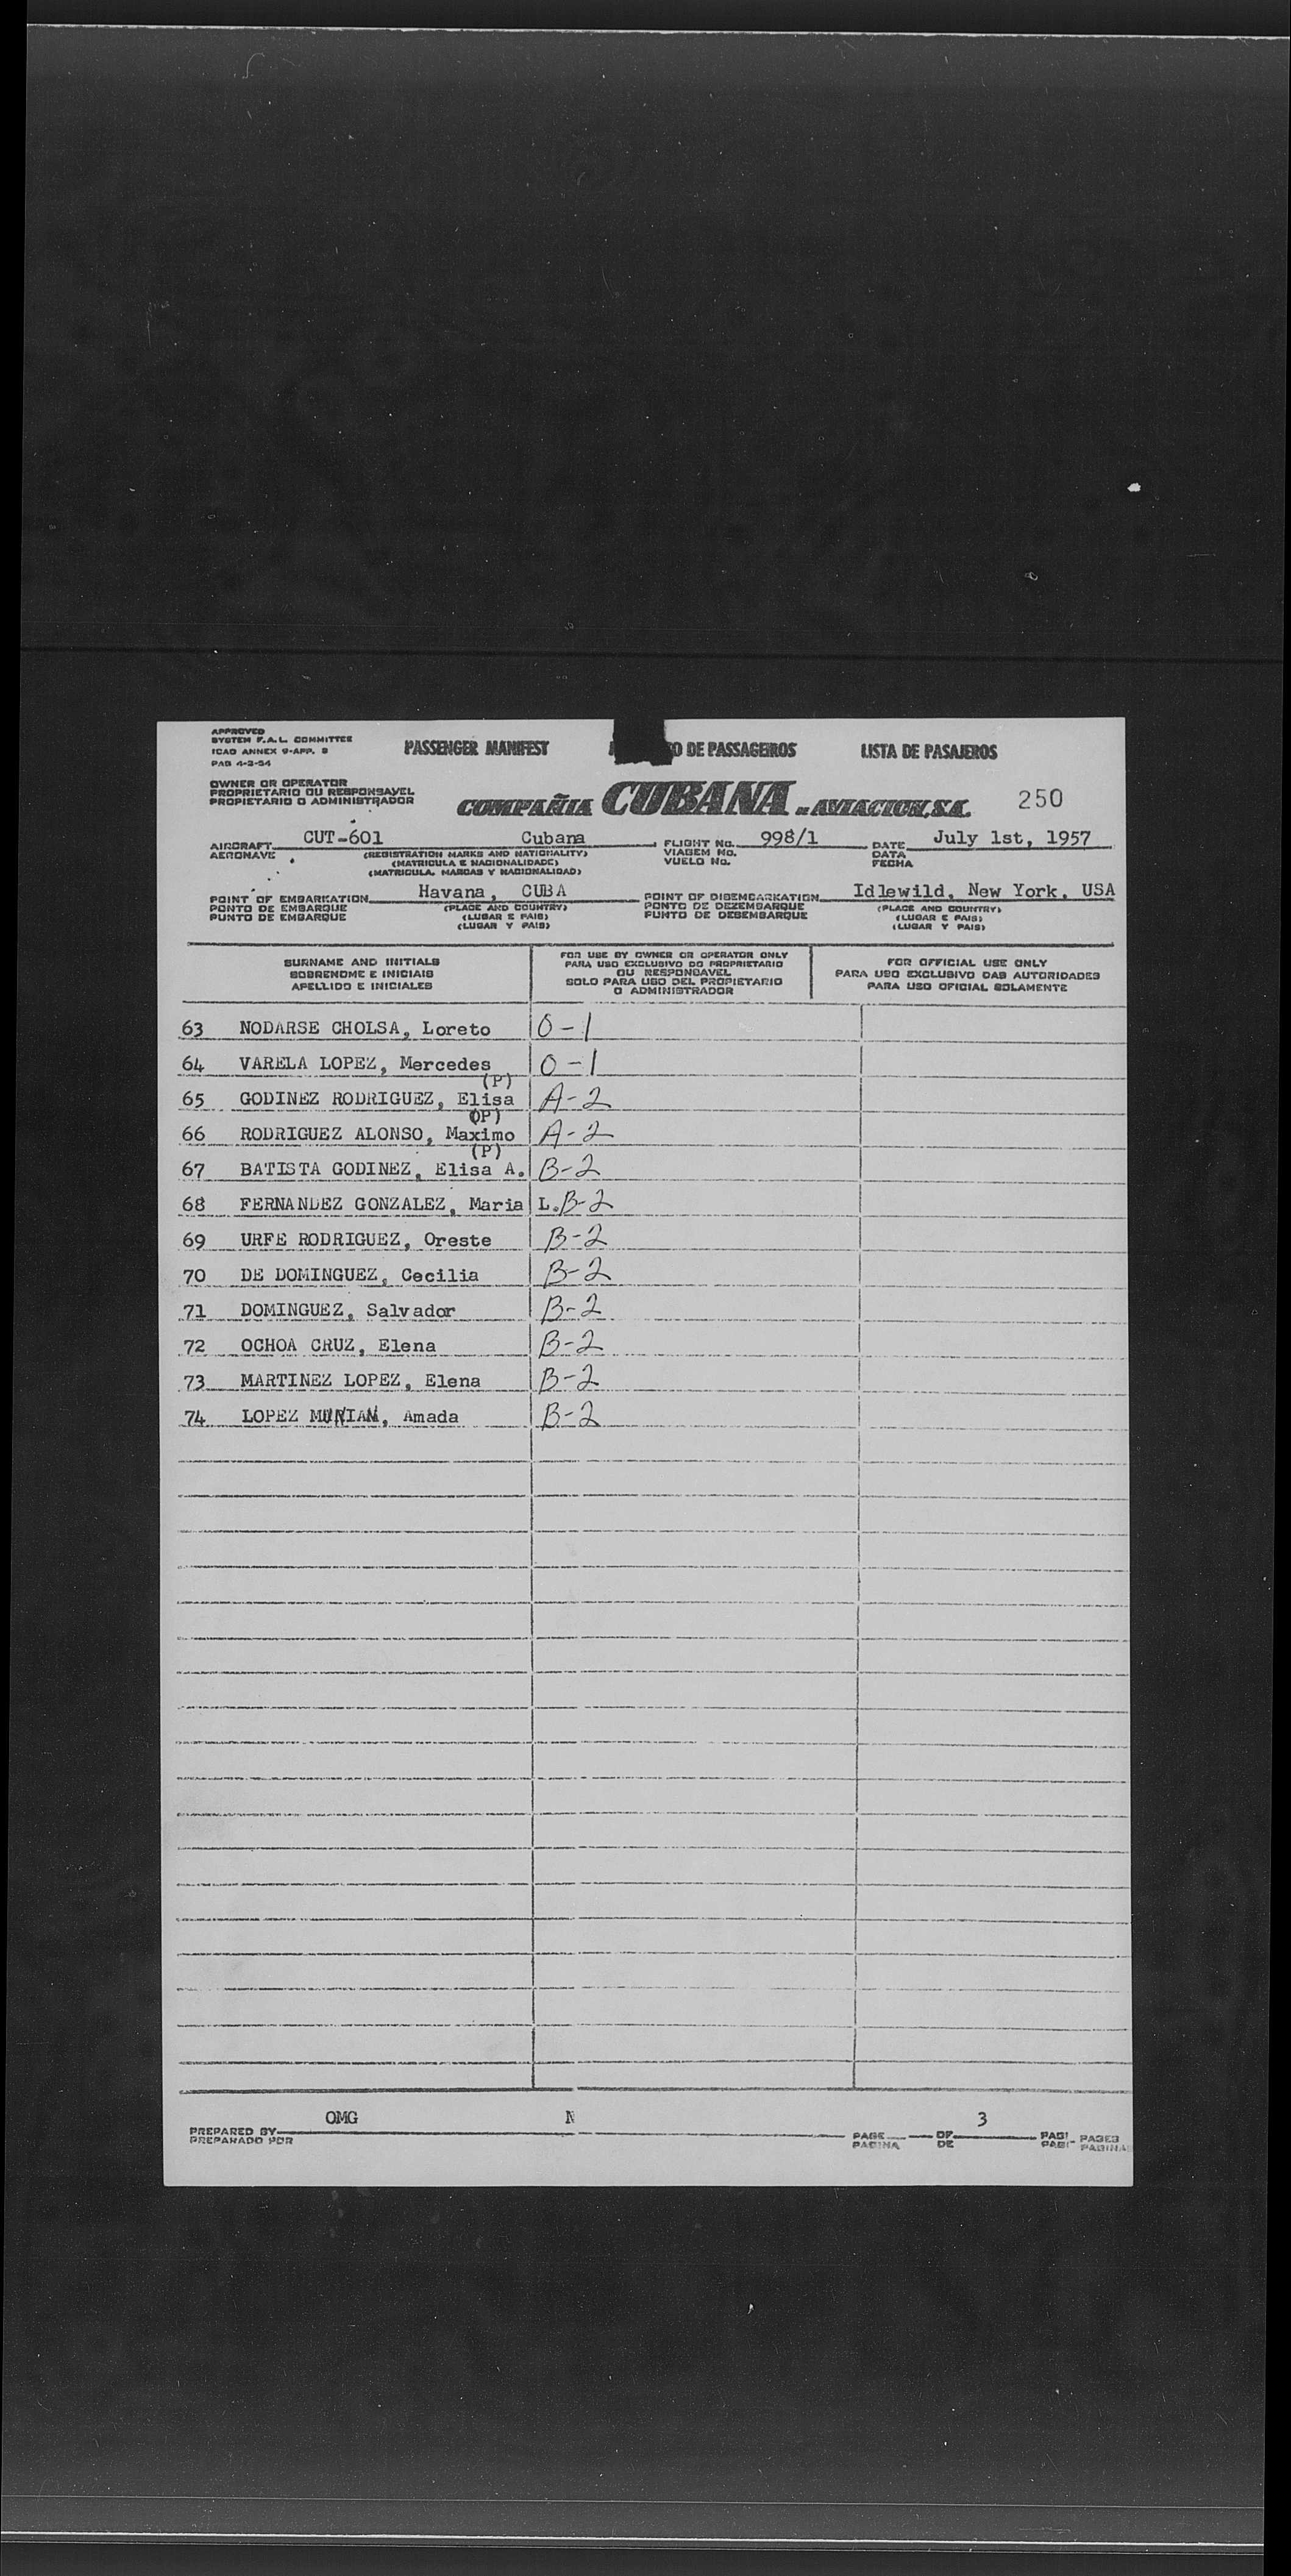 APPROVED
SYSTEM F.A.L. COMMITTEE
ICAO ANNEX 9-APP. 2
PAB 4-3-54
PASSENGER MANIFEST
O DE PASSAGEIROS
LISTA DE PASAJEROS
OWNER OR OPERATOR
PROPRIETARIO OU RESPONSAVEL
PROPIETARIO O ADMINISTRADOR
COMPAÑIA CUBANA DE AVIACION, S.A.
250
AIRCRAFT CUT-601 Cubana
AERONAVE
(REGISTRATION MARKS AND NATIONALITY)
(MATRICULA E NACIONALIDADE)
(MATRICULA, MARCAS Y NACIONALIDAD)
FLIGHT No. 998/1
VIAGEM No.
VUELO No.
DATE July 1st, 1957
DATA
FECHA
POINT OF EMBARKATION Havana, CUBA
PONTO DE EMBARQUE
PUNTO DE EMBARQUE
(PLACE AND COUNTRY)
(LUGAR E PAIS)
(LUGAR Y PAIS)
POINT OF DISEMBARKATION Idlewild, New York, USA
PONTO DE DEZEMBARQUE
PUNTO DE DESEMBARQUE
(PLACE AND COUNTRY)
(LUGAR E PAIS)
(LUGAR Y PAIS)
SURNAME AND INITIALS
SOBRENOME E INICIAIS
APELLIDO E INICIALES
FOR USE BY OWNER OR OPERATOR ONLY
PARA USO EXCLUSIVO DO PROPRIETARIO
OU RESPONSAVEL
SOLO PARA USO DEL PROPIETARIO
O ADMINISTRADOR
FOR OFFICIAL USE ONLY
PARA USO EXCLUSIVO DAS AUTORIDADES
PARA USO OFICIAL SOLAMENTE
63 NODARSE CHOLSA, Loreto 0-1
64 VARELA LOPEZ, Mercedes 0-1
(P)
65 GODINEZ RODRIGUEZ, Elisa A-2
(P)
66 RODRIGUEZ ALONSO, Maximo A-2
(P)
67 BATISTA GODINEZ, Elisa A. B-2
68 FERNANDEZ GONZALEZ, Maria L. B-2
69 URFE RODRIGUEZ, Oreste B-2
70 DE DOMINGUEZ, Cecilia B-2
71 DOMINGUEZ, Salvador B-2
72 OCHOA CRUZ, Elena B-2
73 MARTINEZ LOPEZ, Elena B-2
74 LOPEZ Amada B-2
PREPARED BY OMG N
PREPARADO POR
PAGE OF 3 PAGES
PAGINA DE PAGINAS